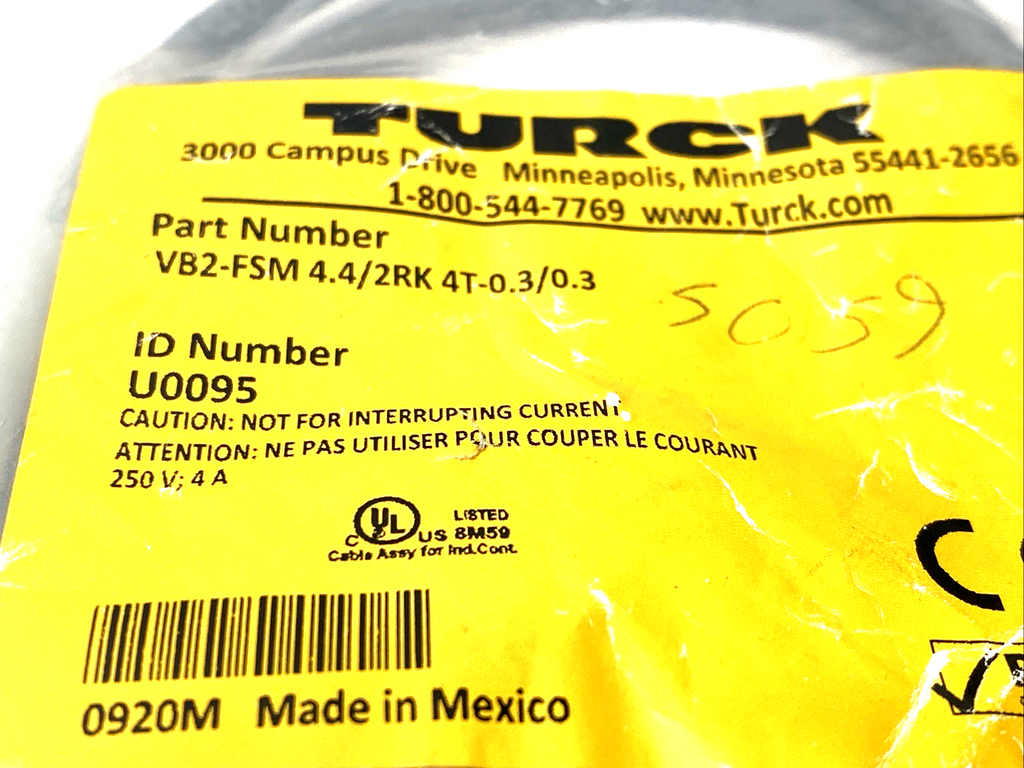 TURCK
3000 Campus Drive Minneapolis, Minnesota 55441-2656
1-800-544-7769 www.Turck.com
Part Number
VB2-FSM 4.4/2RK 4T-0.3/0.3
5059
ID Number
U0095
CAUTION: NOT FOR INTERRUPTING CURRENT
ATTENTION: NE PAS UTILISER POUR COUPER LE COURANT
250 V; 4 A
C UL US LISTED 8M59
Cable Assy for Ind.Cont.
0920M Made in Mexico